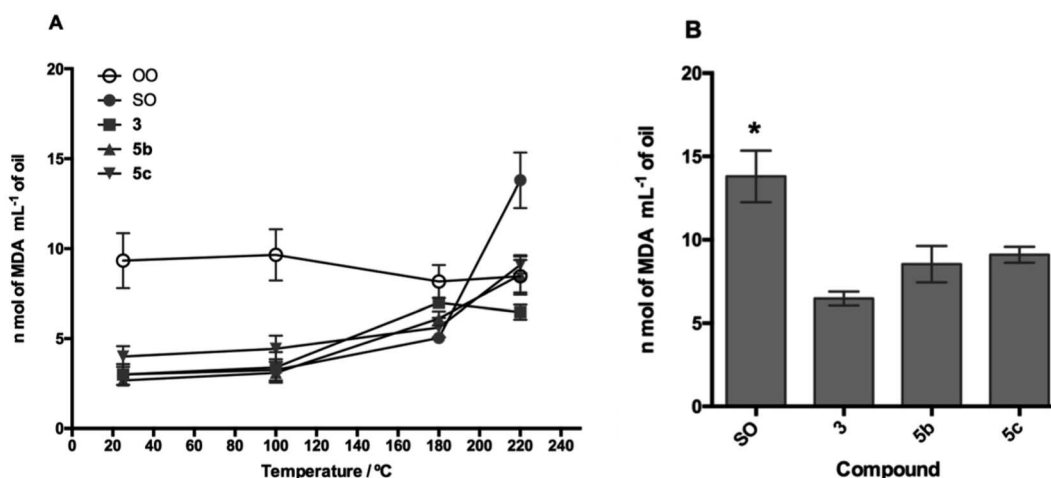 A
n mol of MDA mL-1 of oil
20
15
10
5
0
OO
SO
3
5b
5c
0 20 40 60 80 100 120 140 160 180 200 220 240
Temperature / ºC
B
n mol of MDA mL-1 of oil
20
15
10
5
0
*
SO 3 5b 5c
Compound